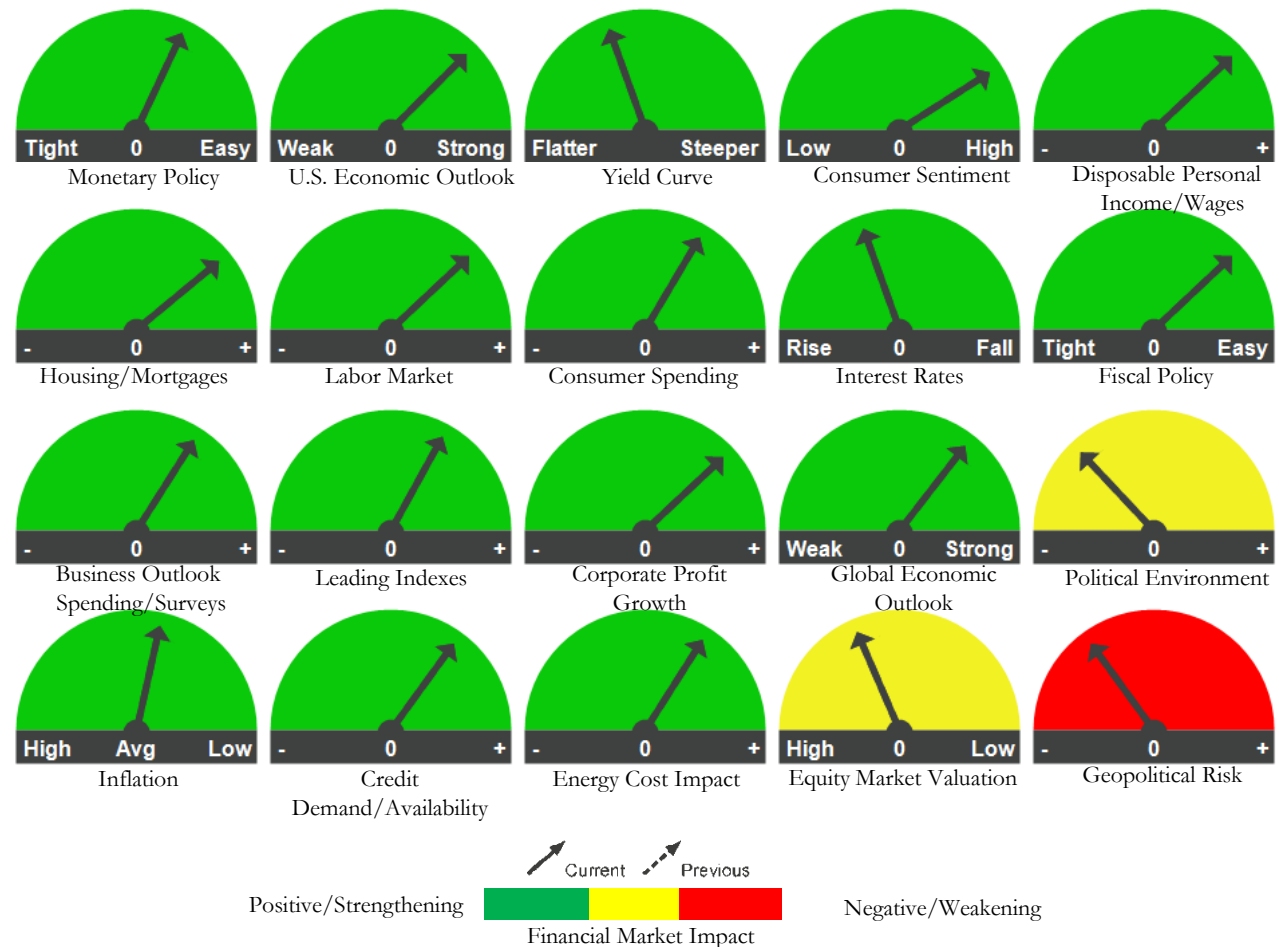 Tight 0 Easy
Monetary Policy
Weak 0 Strong
U.S. Economic Outlook
Flatter Steeper
Yield Curve
Low 0 High
Consumer Sentiment
- 0 +
Disposable Personal
Income/Wages
- 0 +
Housing/Mortgages
- 0 +
Labor Market
- 0 +
Consumer Spending
Rise 0 Fall
Interest Rates
Tight 0 Easy
Fiscal Policy
- 0 +
Business Outlook
Spending/Surveys
- 0 +
Leading Indexes
- 0 +
Corporate Profit
Growth
Weak 0 Strong
Global Economic
Outlook
- 0 +
Political Environment
High Avg Low
Inflation
- 0 +
Credit
Demand/Availability
- 0 +
Energy Cost Impact
High 0 Low
Equity Market Valuation
- 0 +
Geopolitical Risk
Current Previous
Positive/Strengthening Negative/Weakening
Financial Market Impact